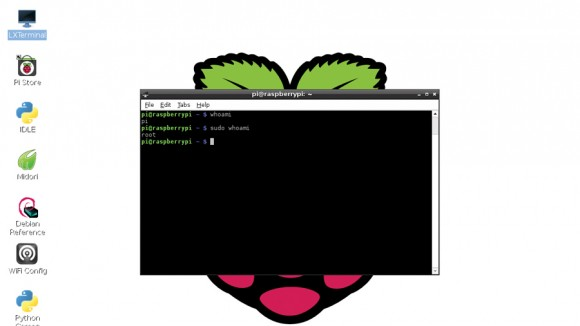 LXTerminal
Pi Store
IDLE
Midori
Debian
Reference
WiFi Config
Python
pi@raspberrypi: ~
File Edit Tabs Help
pi@raspberrypi ~ $ whoami
pi
pi@raspberrypi ~ $ sudo whoami
root
pi@raspberrypi ~ $